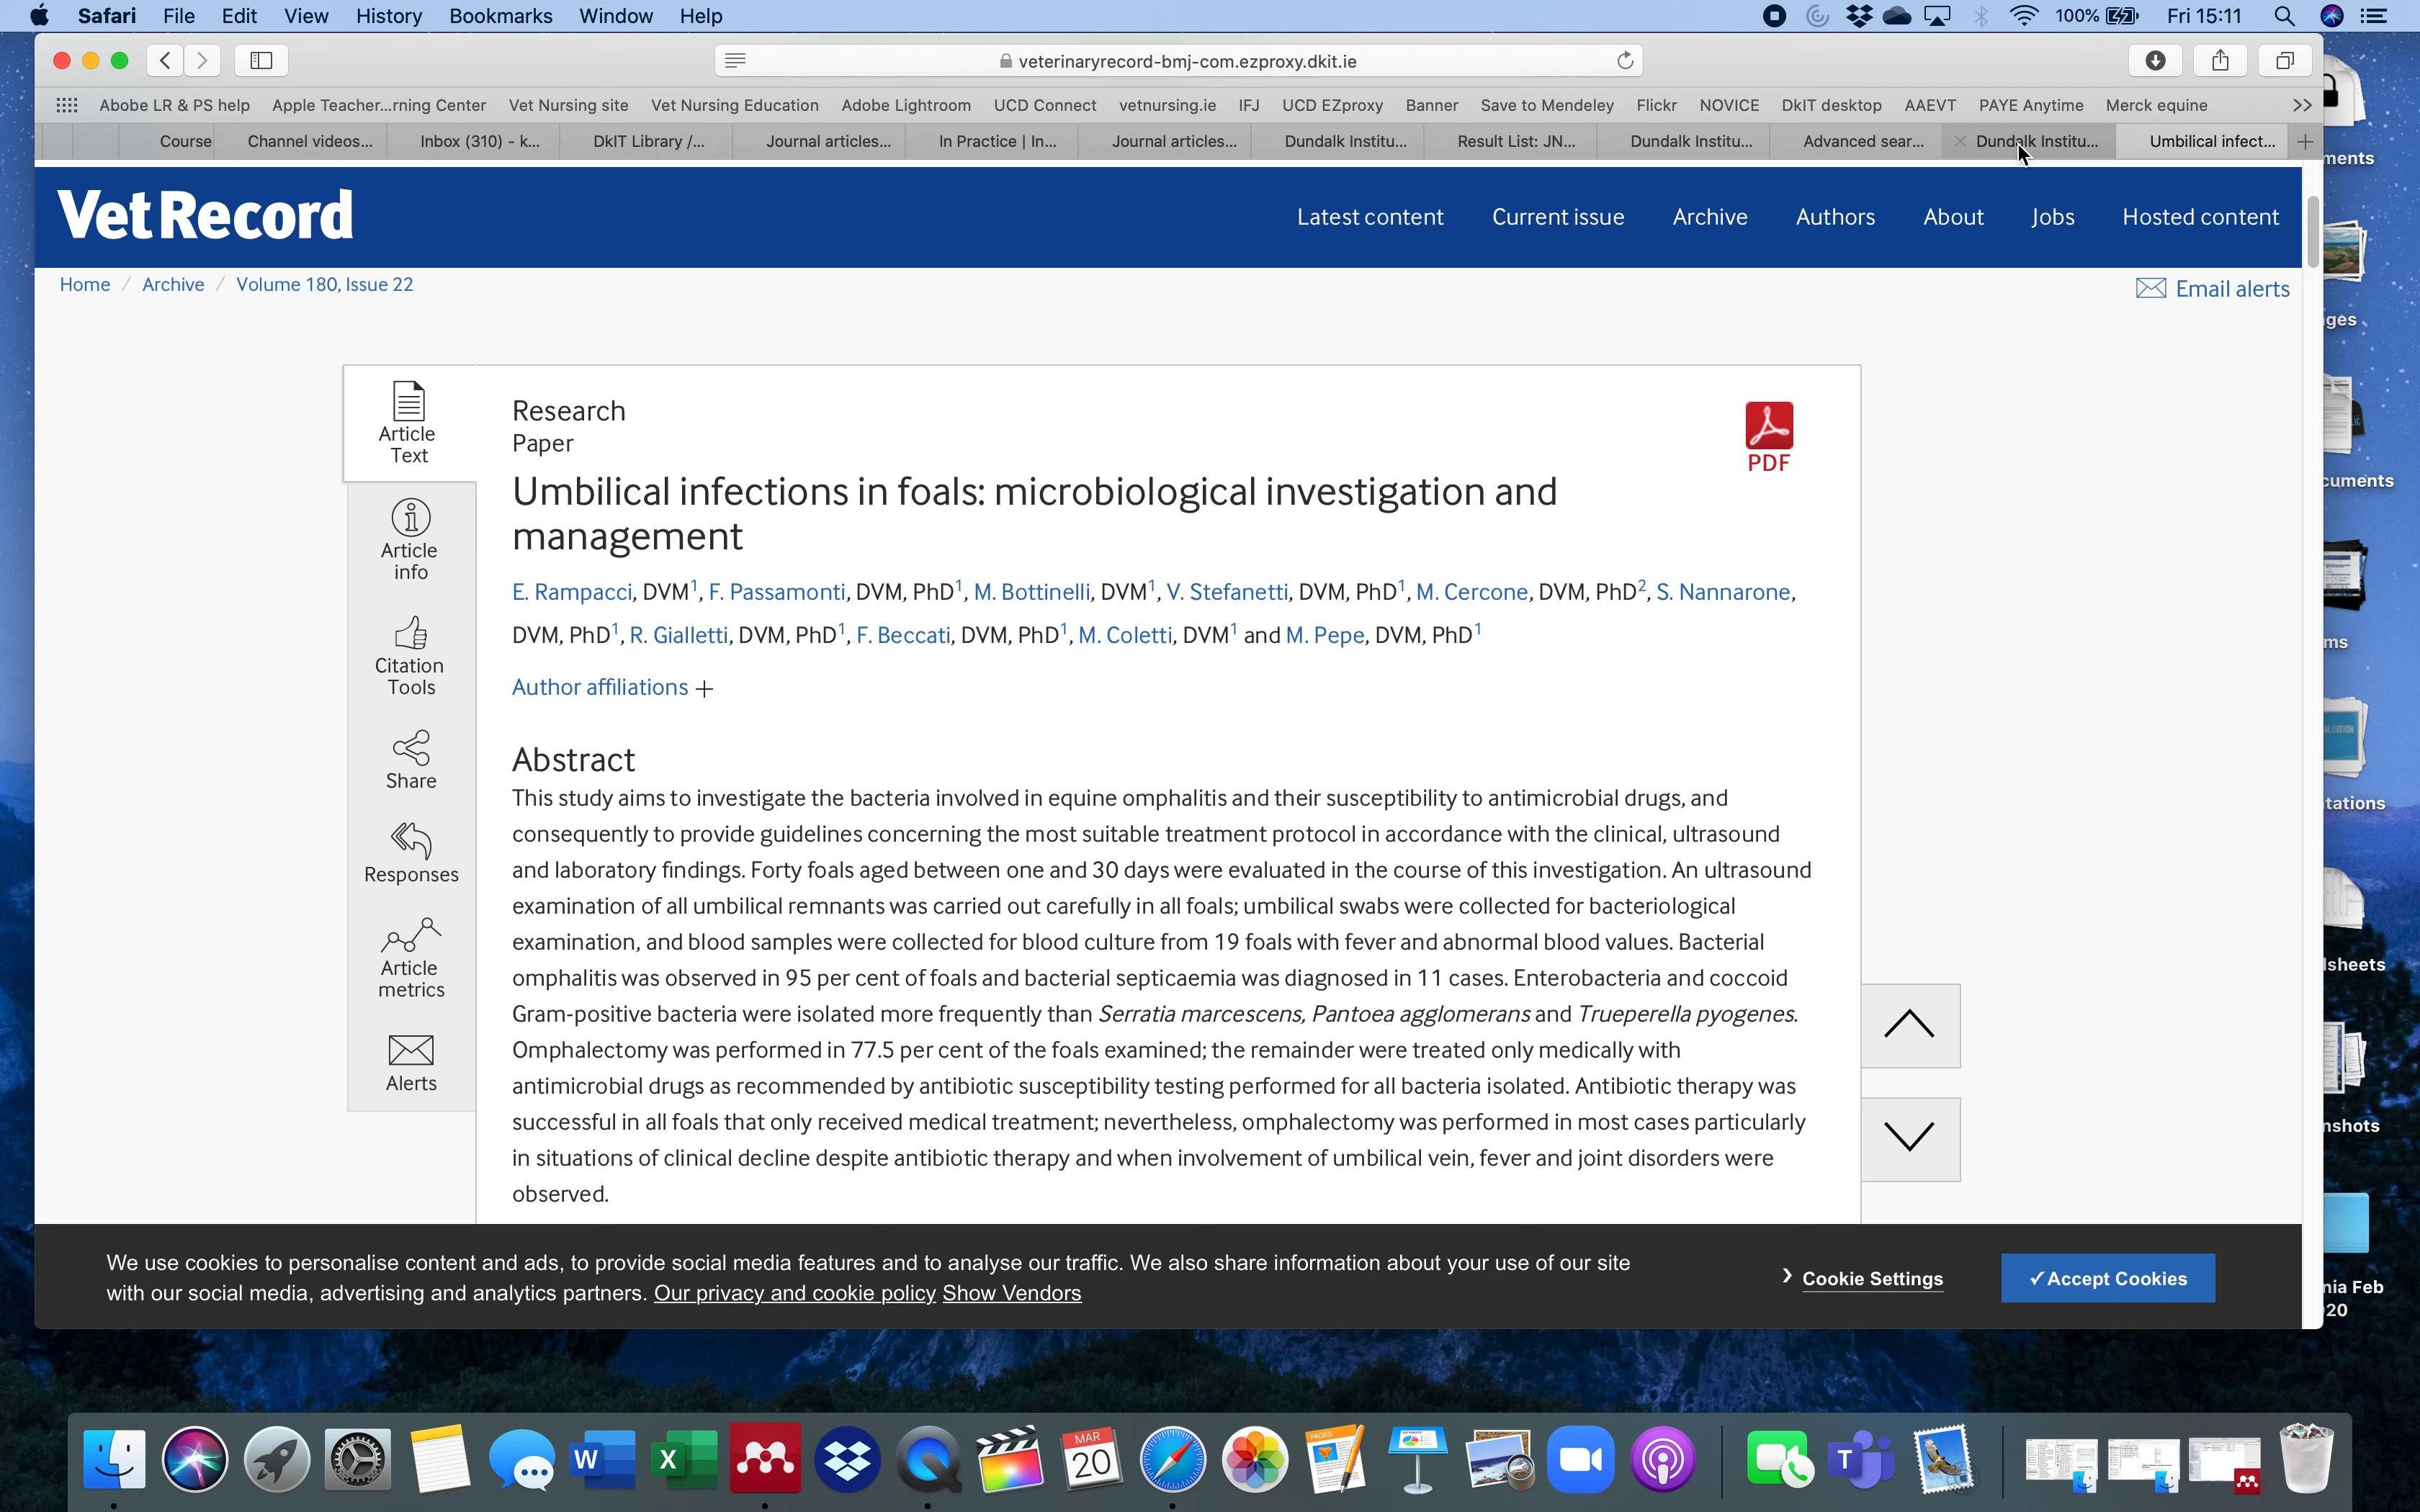 Safari File Edit View History Bookmarks Window Help 100% Fri 15:11
veterinaryrecord-bmj-com.ezproxy.dkit.ie
Abobe LR & PS help Apple Teacher...rning Center Vet Nursing site Vet Nursing Education Adobe Lightroom UCD Connect vetnursing.ie IFJ UCD EZproxy Banner Save to Mendeley Flickr NOVICE DkIT desktop AAEVT PAYE Anytime Merck equine >>
Course Channel videos... Inbox (310) - k... DkIT Library /... Journal articles... In Practice | In... Journal articles... Dundalk Institu... Result List: JN... Dundalk Institu... Advanced sear... Dundalk Institu... Umbilical infect...
VetRecord
Latest content Current issue Archive Authors About Jobs Hosted content
Home / Archive / Volume 180, Issue 22
Email alerts
Article
Text
Article
info
Citation
Tools
Share
Responses
Article
metrics
Alerts
Research
Paper
PDF
Umbilical infections in foals: microbiological investigation and
management
E. Rampacci, DVM1, F. Passamonti, DVM, PhD1, M. Bottinelli, DVM1, V. Stefanetti, DVM, PhD1, M. Cercone, DVM, PhD2, S. Nannarone,
DVM, PhD1, R. Gialletti, DVM, PhD1, F. Beccati, DVM, PhD1, M. Coletti, DVM1 and M. Pepe, DVM, PhD1
Author affiliations +
Abstract
This study aims to investigate the bacteria involved in equine omphalitis and their susceptibility to antimicrobial drugs, and
consequently to provide guidelines concerning the most suitable treatment protocol in accordance with the clinical, ultrasound
and laboratory findings. Forty foals aged between one and 30 days were evaluated in the course of this investigation. An ultrasound
examination of all umbilical remnants was carried out carefully in all foals; umbilical swabs were collected for bacteriological
examination, and blood samples were collected for blood culture from 19 foals with fever and abnormal blood values. Bacterial
omphalitis was observed in 95 per cent of foals and bacterial septicaemia was diagnosed in 11 cases. Enterobacteria and coccoid
Gram-positive bacteria were isolated more frequently than Serratia marcescens, Pantoea agglomerans and Trueperella pyogenes.
Omphalectomy was performed in 77.5 per cent of the foals examined; the remainder were treated only medically with
antimicrobial drugs as recommended by antibiotic susceptibility testing performed for all bacteria isolated. Antibiotic therapy was
successful in all foals that only received medical treatment; nevertheless, omphalectomy was performed in most cases particularly
in situations of clinical decline despite antibiotic therapy and when involvement of umbilical vein, fever and joint disorders were
observed.
We use cookies to personalise content and ads, to provide social media features and to analyse our traffic. We also share information about your use of our site
with our social media, advertising and analytics partners. Our privacy and cookie policy Show Vendors
Cookie Settings
✓Accept Cookies
ments
ges
cuments
ms
tations
sheets
nshots
nia Feb
20
MAR
20
PAGES
W
X
T